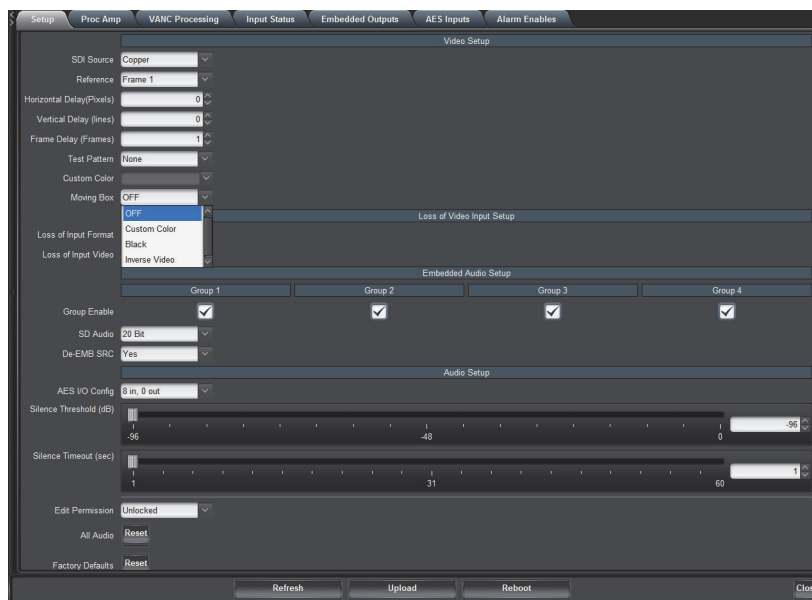 Setup Proc Amp VANC Processing Input Status Embedded Outputs AES Inputs Alarm Enables
Video Setup
SDI Source Copper
Reference Frame 1
Horizontal Delay(Pixels) 0
Vertical Delay (lines) 0
Frame Delay (Frames) 1
Test Pattern None
Custom Color
Moving Box OFF
OFF
Custom Color
Black
Inverse Video
Loss of Video Input Setup
Loss of Input Format
Loss of Input Video
Embedded Audio Setup
Group 1 Group 2 Group 3 Group 4
Group Enable
SD Audio 20 Bit
De-EMB SRC Yes
Audio Setup
AES I/O Config 8 in, 0 out
Silence Threshold (dB) -96
-96 -48 0
Silence Timeout (sec) 1
1 31 60
Edit Permission Unlocked
All Audio Reset
Factory Defaults Reset
Refresh Upload Reboot Clo